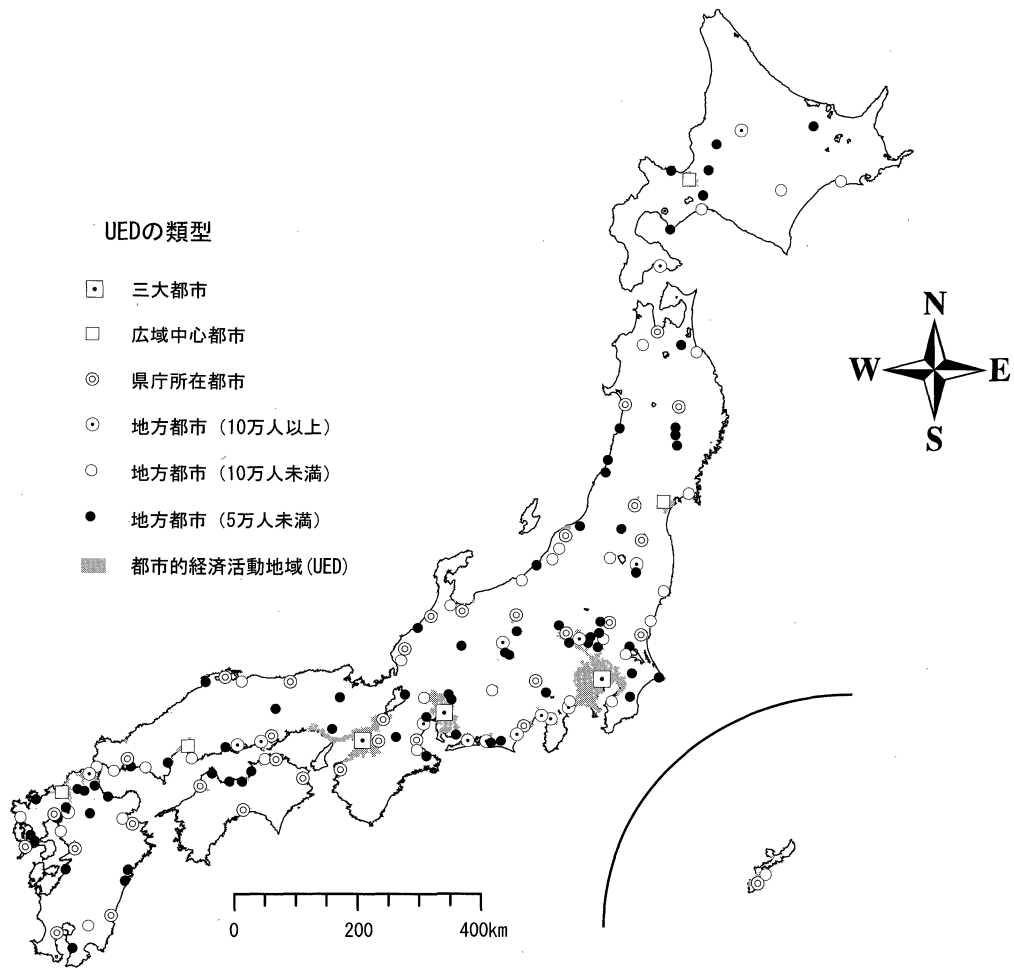 UEDの類型
三大都市
広域中心都市
県庁所在都市
地方都市 (10万人以上)
地方都市 (10万人未満)
地方都市 (5万人未満)
都市的経済活動地域(UED)
N
W E
S
0 200 400km